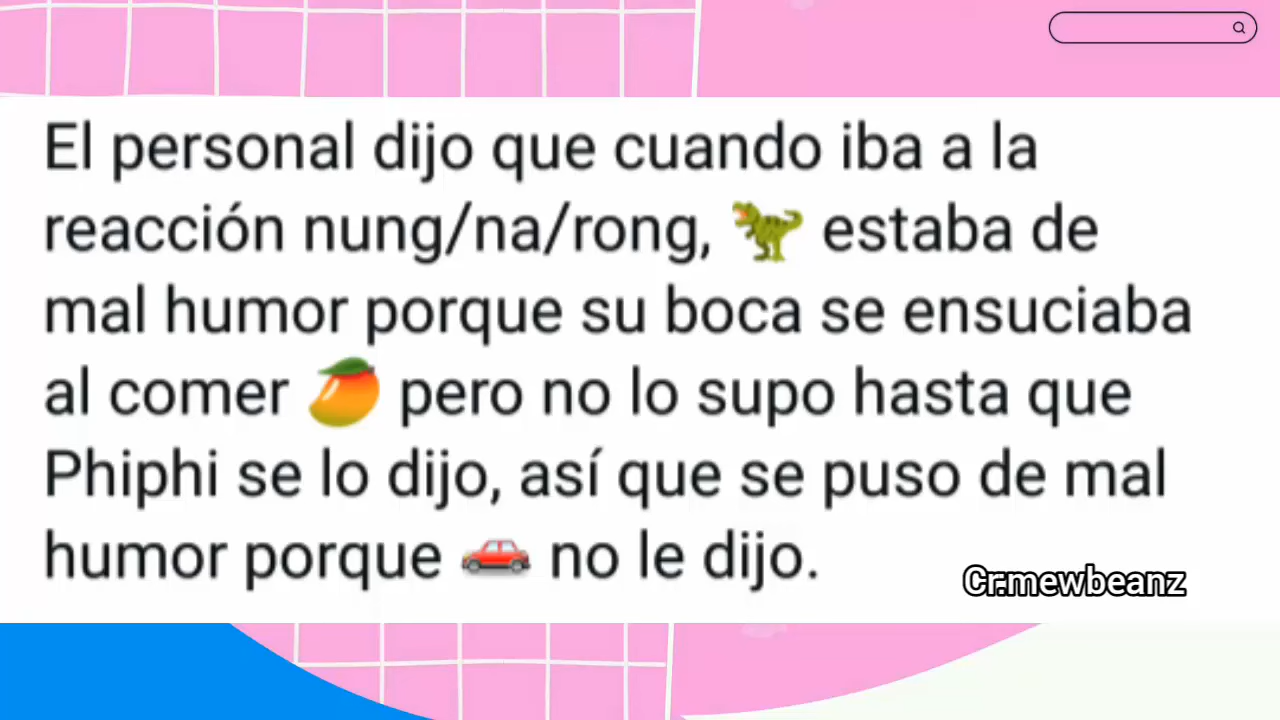 El personal dijo que cuando iba a la
reacción nung/na/rong, 🦖 estaba de
mal humor porque su boca se ensuciaba
al comer 🥭 pero no lo supo hasta que
Phiphi se lo dijo, así que se puso de mal
humor porque 🚗 no le dijo.
Cr:mewbeanz